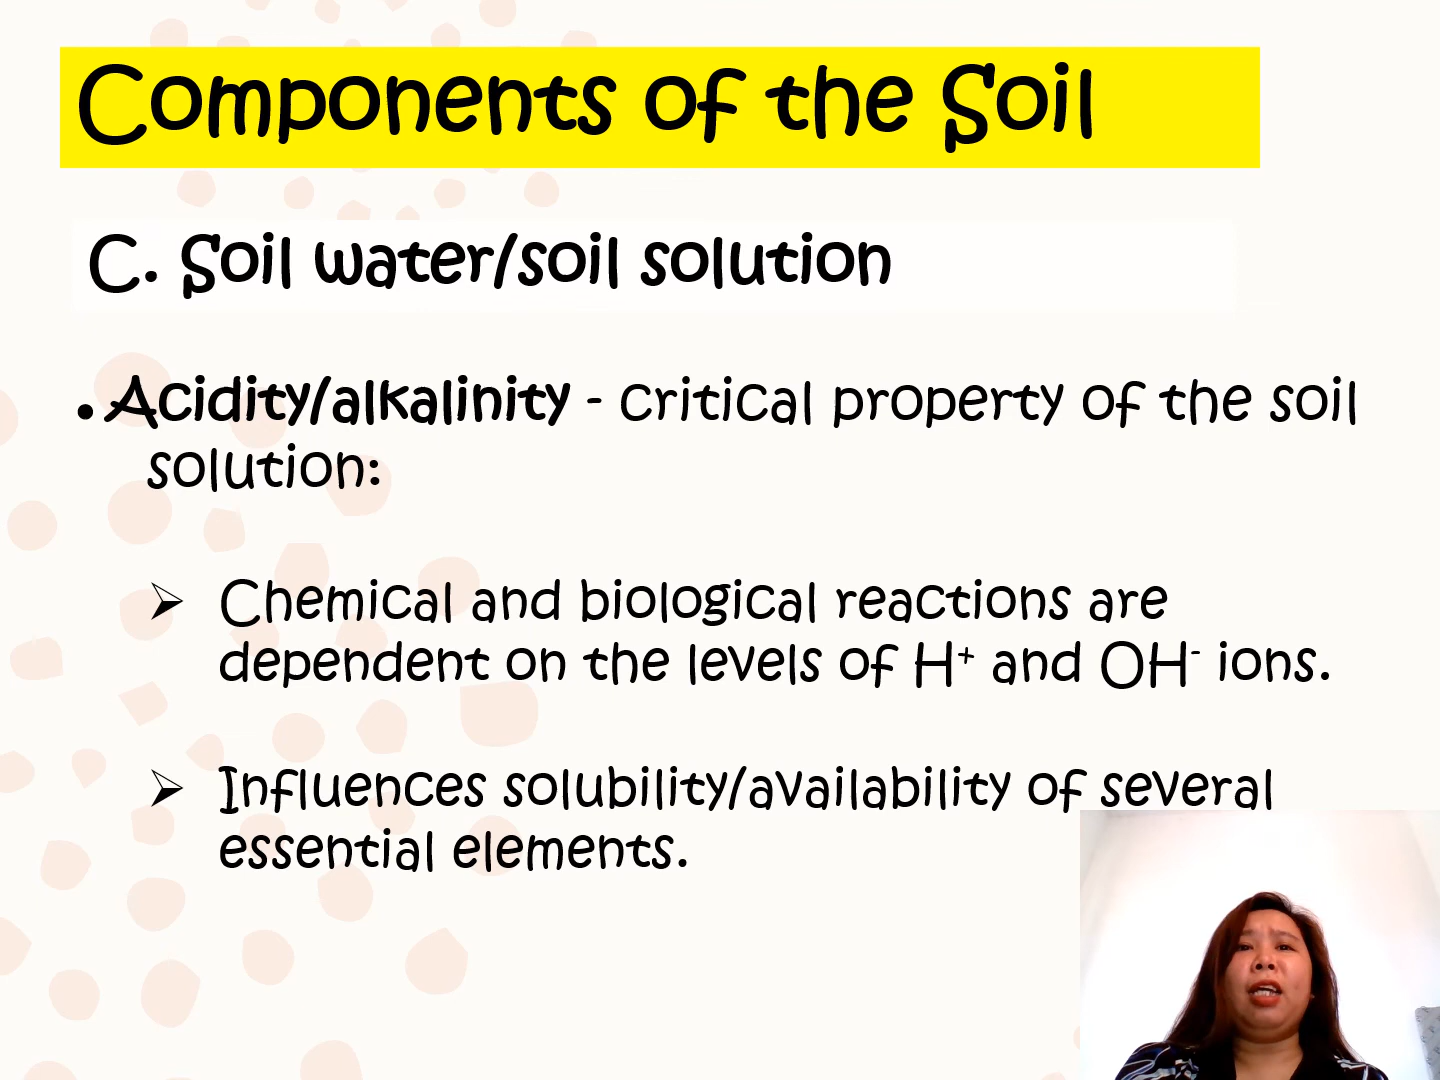 Components of the Soil
C. Soil water/soil solution
• Acidity/alkalinity - critical property of the soil
solution:
➢ Chemical and biological reactions are
dependent on the levels of H⁺ and OH⁻ ions.
➢ Influences solubility/availability of several
essential elements.